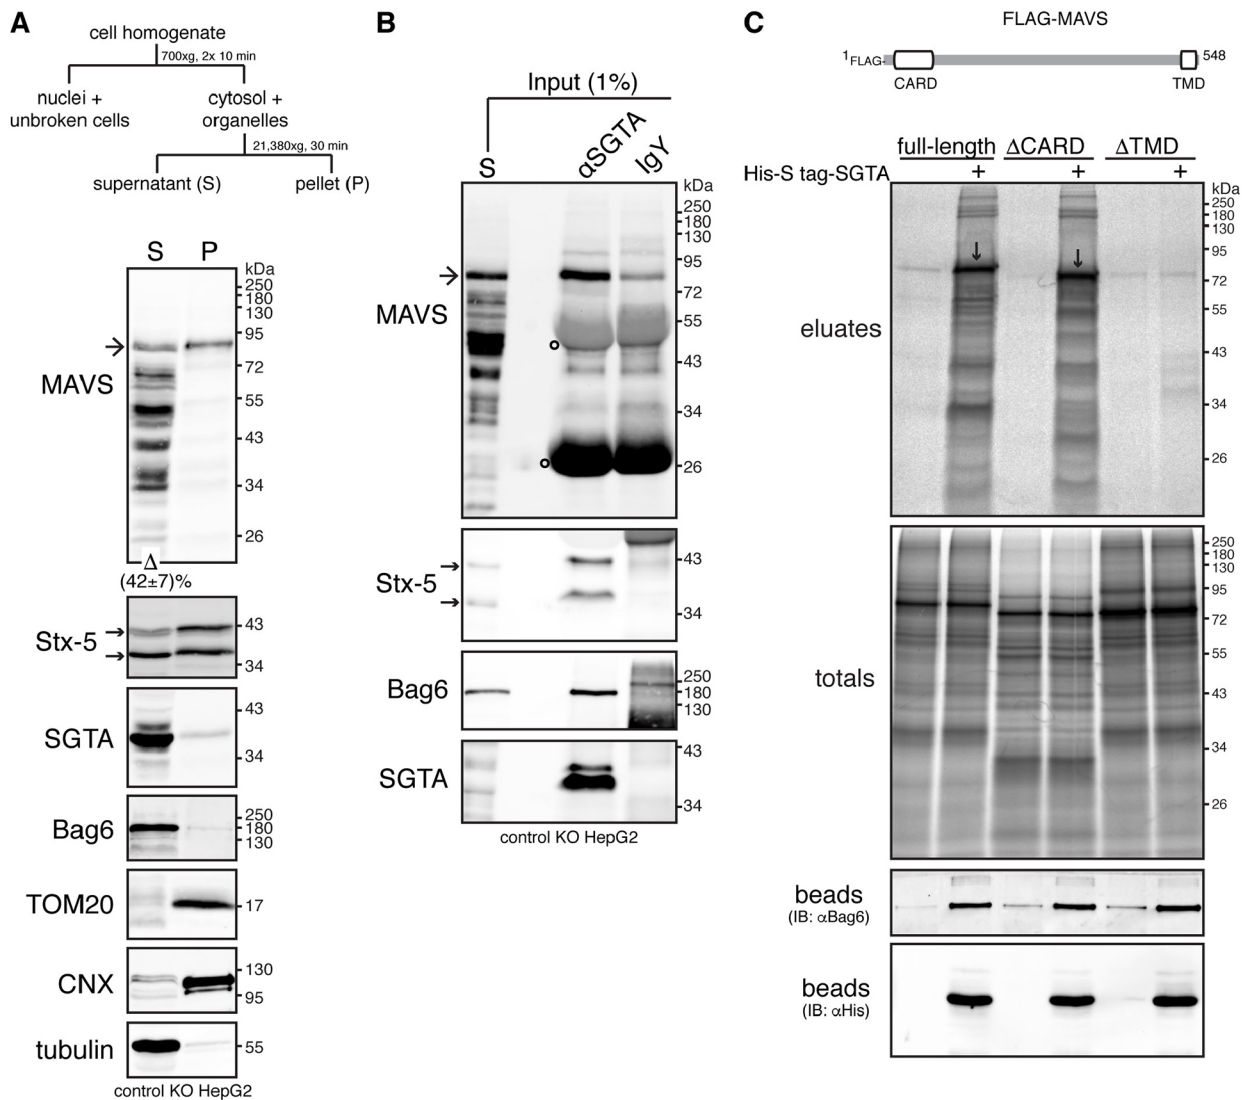 A
cell homogenate
700xg, 2x 10 min
nuclei +
unbroken cells
cytosol +
organelles
21,380xg, 30 min
supernatant (S)
pellet (P)
S P
kDa
250
180
130
95
72
55
43
34
26
MAVS
Δ
(42±7)%
Stx-5
43
34
SGTA
43
34
Bag6
250
180
130
TOM20
17
CNX
130
95
tubulin
55
control KO HepG2
B
Input (1%)
S
αSGTA
IgY
kDa
250
180
130
95
72
55
43
34
26
MAVS
Stx-5
43
34
Bag6
250
180
130
SGTA
43
34
control KO HepG2
C
FLAG-MAVS
1FLAG-
548
CARD
TMD
full-length ΔCARD ΔTMD
His-S tag-SGTA + + +
kDa
250
180
130
95
72
55
43
34
26
eluates
totals
250
180
130
95
72
55
43
34
26
beads
(IB: αBag6)
beads
(IB: αHis)